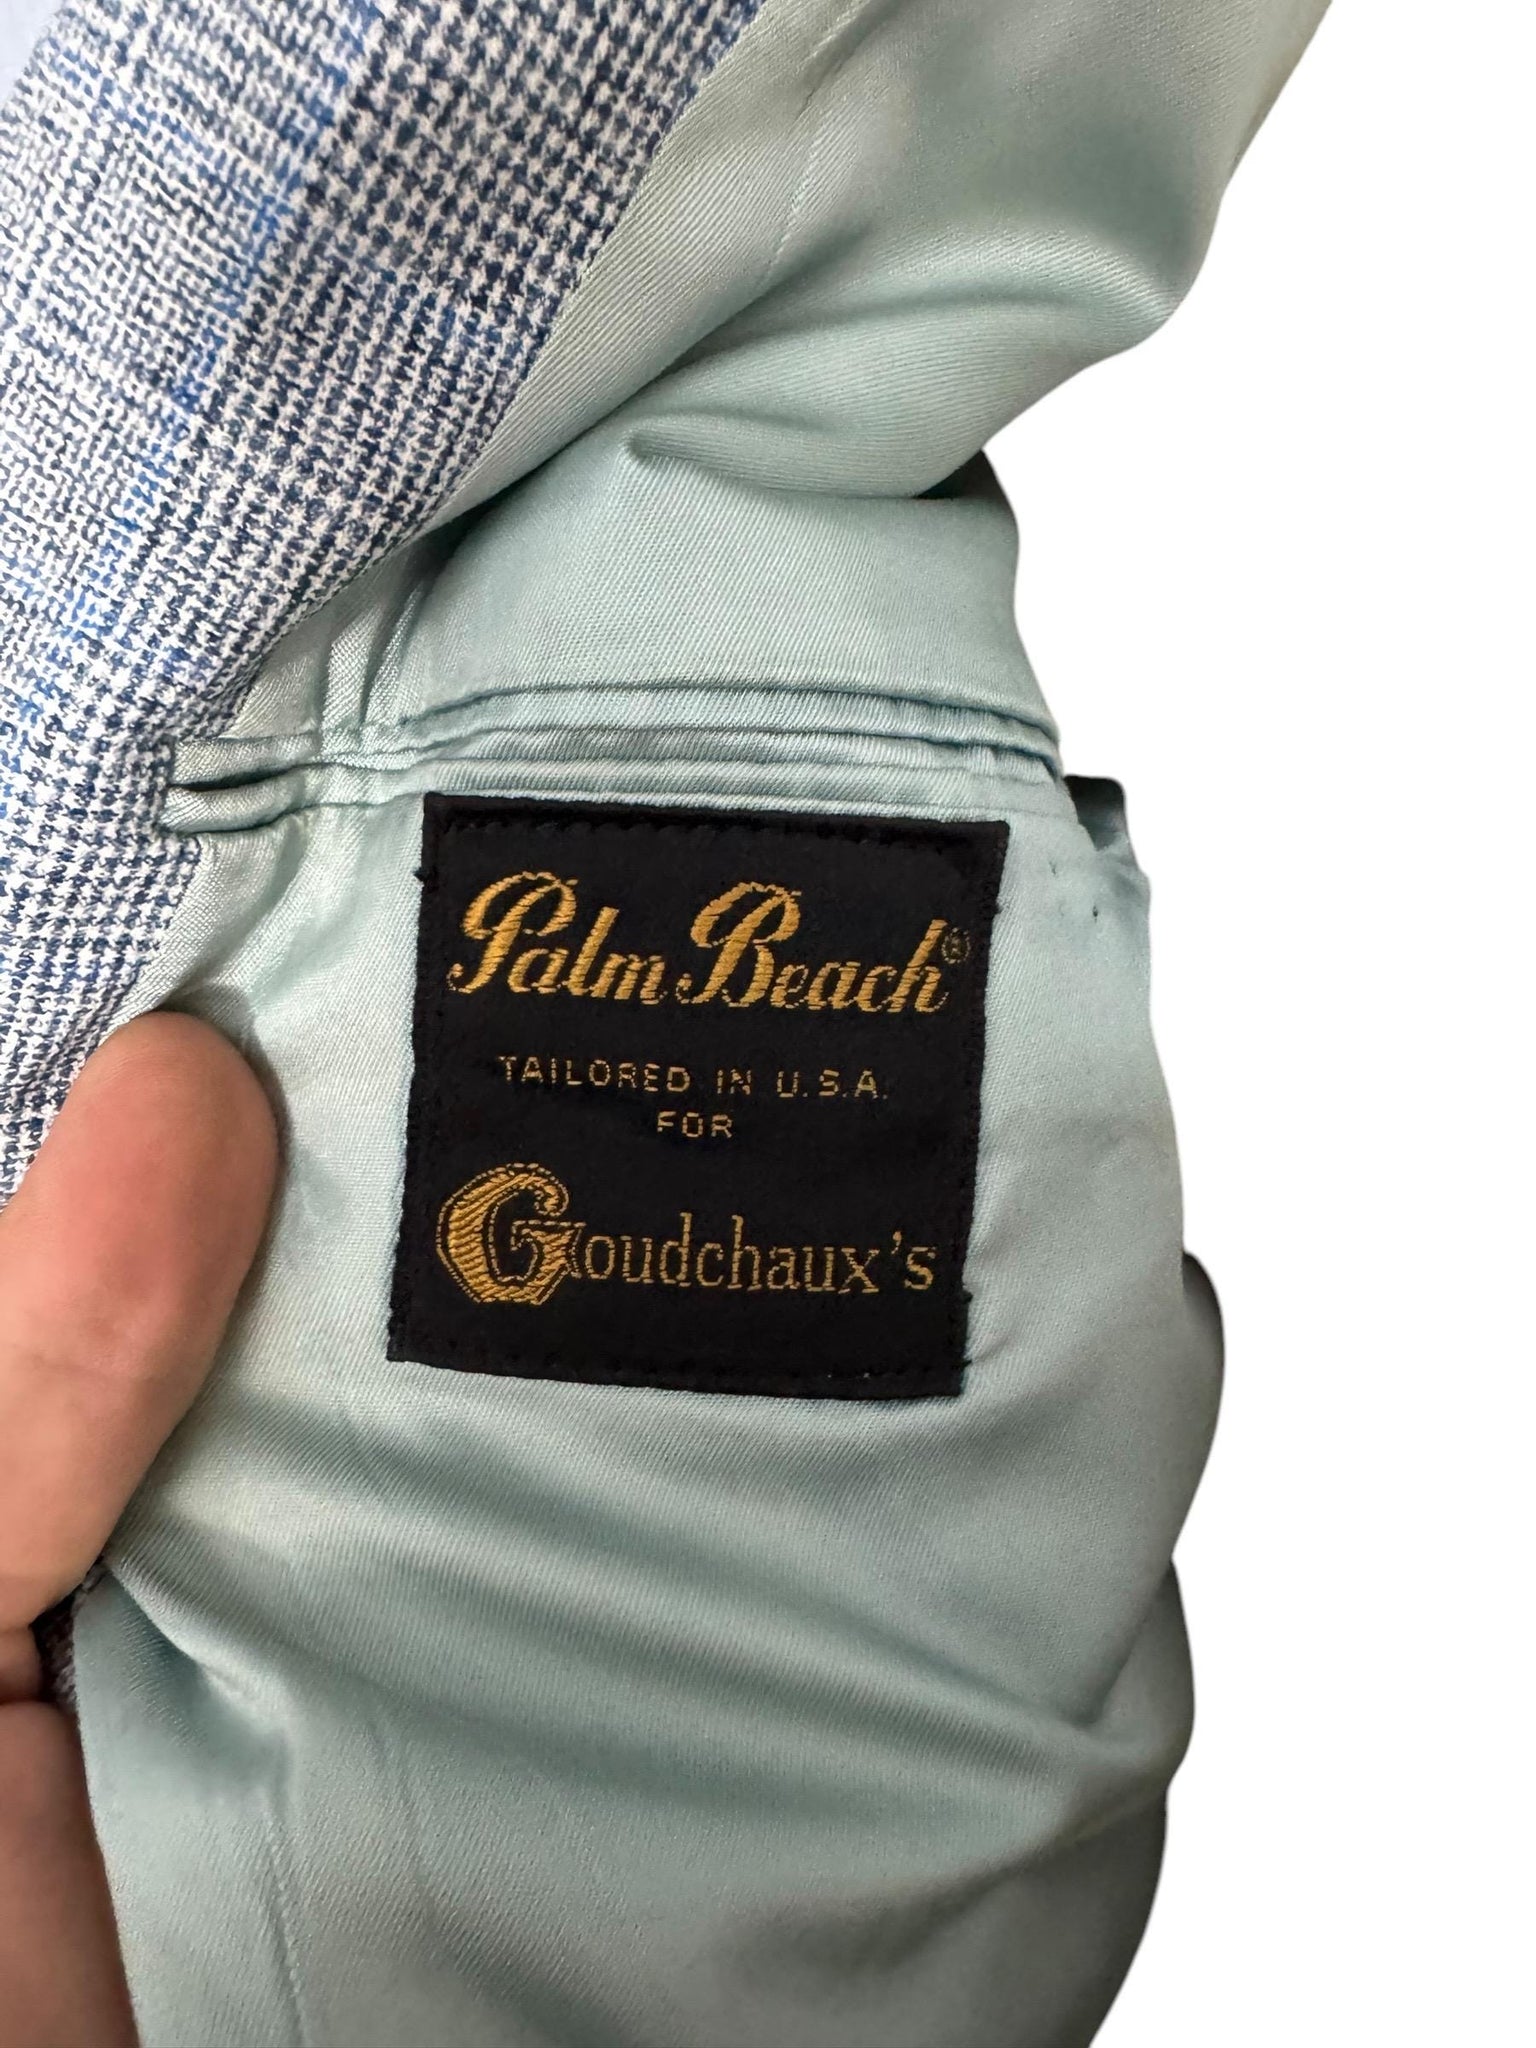 Palm Beach®
TAILORED IN U.S.A.
FOR
Goudchaux's